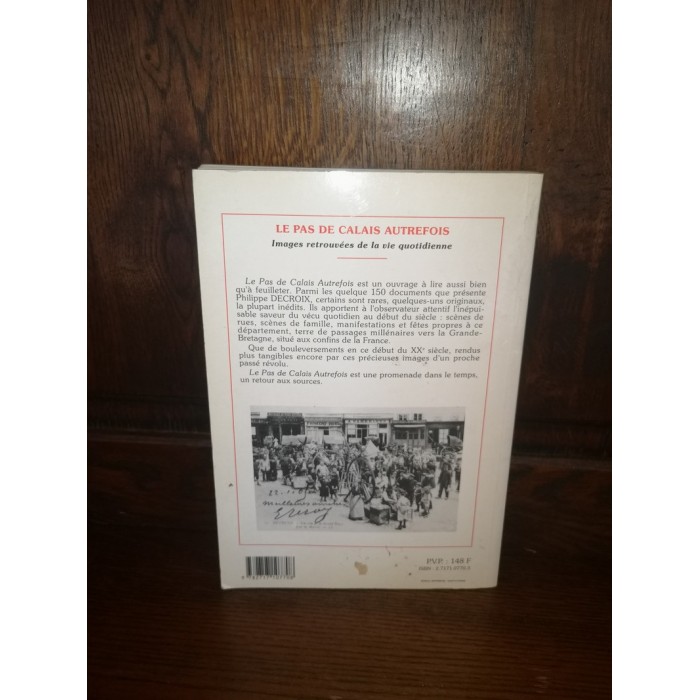 LE PAS DE CALAIS AUTREFOIS
Images retrouvées de la vie quotidienne
Le Pas de Calais Autrefois est un ouvrage à lire aussi bien
qu'à feuilleter. Parmi les quelque 150 documents que présente
Philippe DECROIX, certains sont rares, quelques-uns originaux,
la plupart inédits. Ils apportent à l'observateur attentif l'inépui-
sable saveur du vécu quotidien au début du siècle : scènes de
rues, scènes de famille, manifestations et fêtes propres à ce
département, terre de passages millénaires vers la Grande-
Bretagne, situé aux confins de la France.
Que de bouleversements en ce début du XXe siècle, rendus
plus tangibles encore par ces précieuses images d'un proche
passé révolu.
Le Pas de Calais Autrefois est une promenade dans le temps,
un retour aux sources.
PVP : 148 F
ISBN :